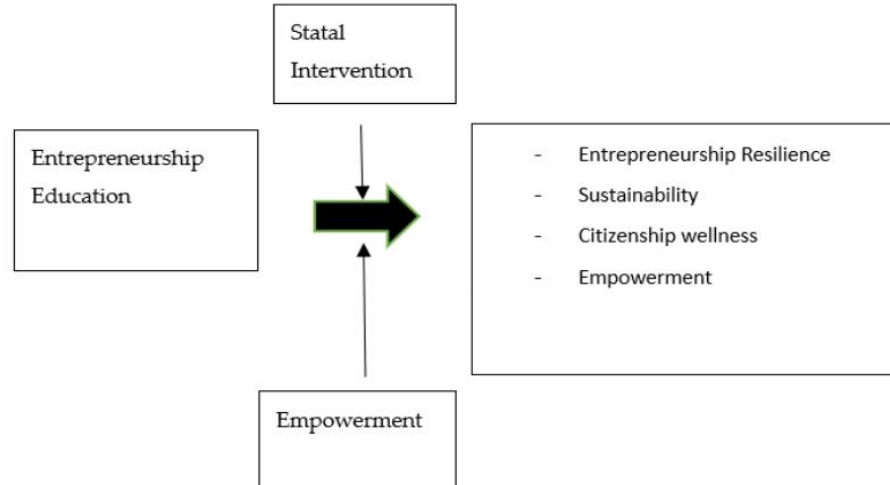 Statal
Intervention
Entrepreneurship
Education
- Entrepreneurship Resilience
- Sustainability
- Citizenship wellness
- Empowerment
Empowerment